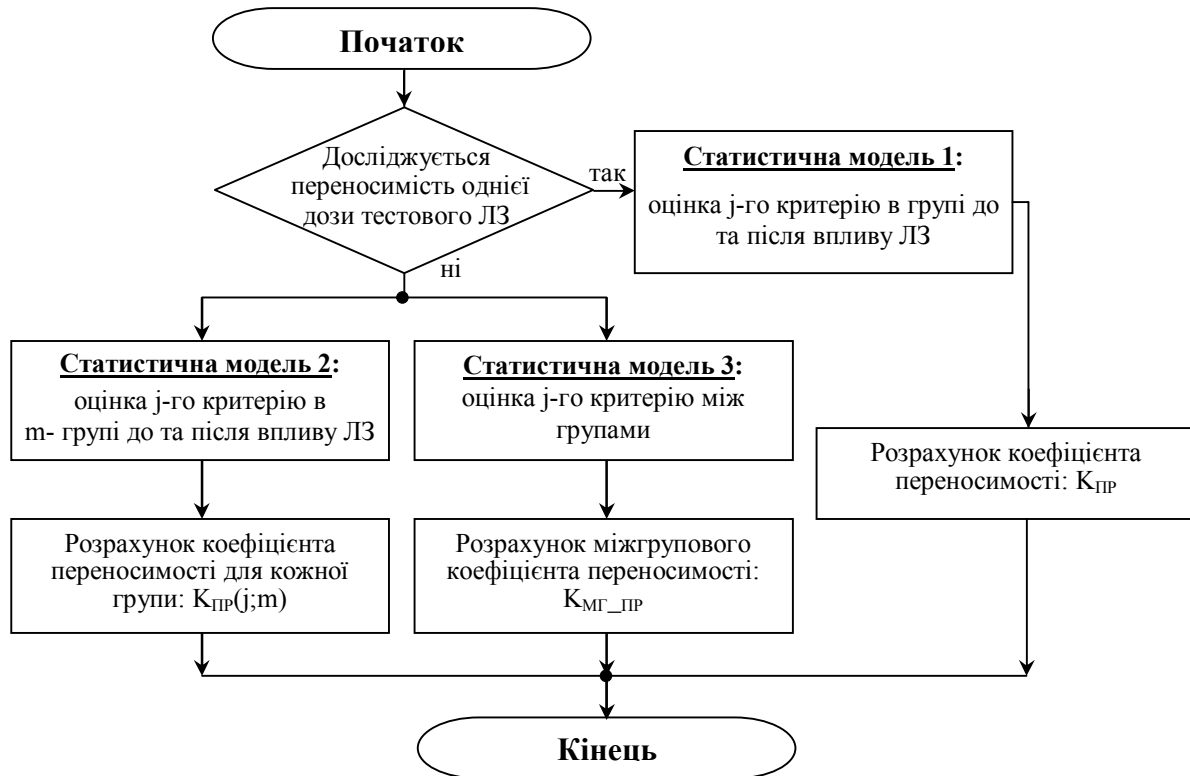 Початок
Досліджується
переносимість однієї
дози тестового ЛЗ
так
ні
Статистична модель 1:
оцінка j-го критерію в групі до
та після впливу ЛЗ
Статистична модель 2:
оцінка j-го критерію в
m- групі до та після впливу ЛЗ
Статистична модель 3:
оцінка j-го критерію між
групами
Розрахунок коефіцієнта
переносимості: KПР
Розрахунок коефіцієнта
переносимості для кожної
групи: KПР(j;m)
Розрахунок міжгрупового
коефіцієнта переносимості:
KМГ_ПР
Кінець